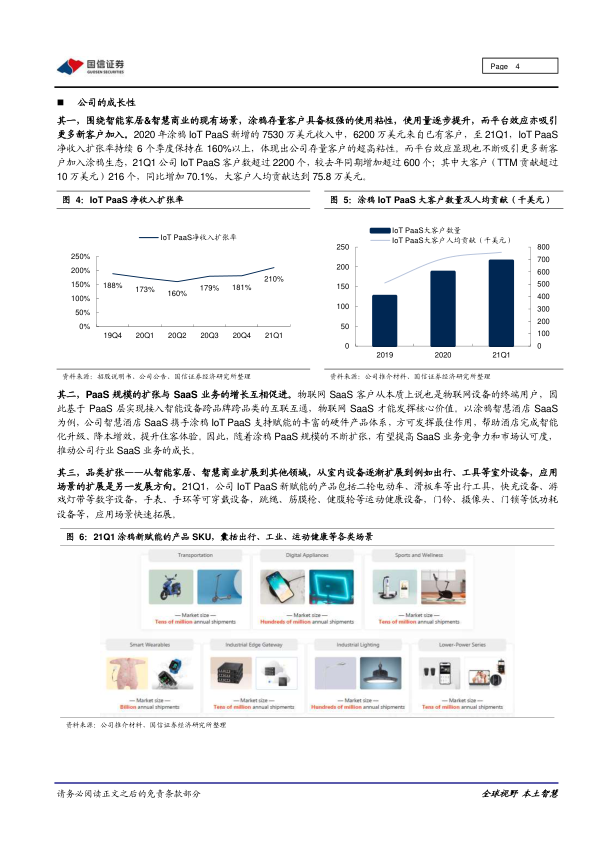 国信证券
GUOSEN SECURITIES
Page 4
■ 公司的成长性
其一，围绕智能家居&智慧商业的现有场景，涂鸦存量客户具备极强的使用粘性，使用量逐步提升，而平台效应亦吸引
更多新客户加入。2020 年涂鸦 IoT PaaS 新增的 7530 万美元收入中，6200 万美元来自已有客户，至 21Q1，IoT PaaS
净收入扩张率持续 6 个季度保持在 160%以上，体现出公司存量客户的超高粘性。而平台效应显现也不断吸引更多新客
户加入涂鸦生态，21Q1 公司 IoT PaaS 客户数超过 2200 个，较去年同期增加超过 600 个；其中大客户（TTM 贡献超过
10 万美元）216 个，同比增加 70.1%，大客户人均贡献达到 75.8 万美元。
图 4：IoT PaaS 净收入扩张率
IoT PaaS净收入扩张率
250%
200%
150%
100%
50%
0%
188%
173%
160%
179%
181%
210%
19Q4
20Q1
20Q2
20Q3
20Q4
21Q1
资料来源：招股说明书、公司公告、国信证券经济研究所整理
图 5：涂鸦 IoT PaaS 大客户数量及人均贡献（千美元）
IoT PaaS大客户数量
IoT PaaS大客户人均贡献（千美元）
250
200
150
100
50
0
800
700
600
500
400
300
200
100
0
2019
2020
21Q1
资料来源：公司推介材料、国信证券经济研究所整理
其二，PaaS 规模的扩张与 SaaS 业务的增长互相促进。物联网 SaaS 客户从本质上说也是物联网设备的终端用户，因
此基于 PaaS 层实现接入智能设备跨品牌跨品类的互联互通，物联网 SaaS 才能发挥核心价值。以涂鸦智慧酒店 SaaS
为例，公司智慧酒店 SaaS 携手涂鸦 IoT PaaS 支持赋能的丰富的硬件产品体系，方可发挥最佳作用，帮助酒店完成智能
化升级、降本增效、提升住客体验。因此，随着涂鸦 PaaS 规模的不断扩张，有望提高 SaaS 业务竞争力和市场认可度，
推动公司行业 SaaS 业务的成长。
其三，品类扩张——从智能家居、智慧商业扩展到其他领域，从室内设备逐渐扩展到例如出行、工具等室外设备，应用
场景的扩展是另一发展方向。21Q1，公司 IoT PaaS 新赋能的产品包括二轮电动车、滑板车等出行工具，快充设备、游
戏灯带等数字设备，手表、手环等可穿戴设备，跳绳、筋膜枪、健腹轮等运动健康设备，门铃、摄像头、门锁等低功耗
设备等，应用场景快速拓展。
图 6：21Q1 涂鸦新赋能的产品 SKU，囊括出行、工业、运动健康等各类场景
Transportation
— Market size —
Tens of million annual shipments
Digital Appliances
— Market size —
Hundreds of million annual shipments
Sports and Wellness
— Market size —
Tens of million annual shipments
Smart Wearables
— Market size —
Billion annual shipments
Industrial Edge Gateway
— Market size —
Tens of million annual shipments
Industrial Lighting
— Market size —
Hundreds of million annual shipments
Lower-Power Series
— Market size —
Tens of million annual shipments
资料来源：公司推介材料、国信证券经济研究所整理
请务必阅读正文之后的免责条款部分
全球视野 本土智慧